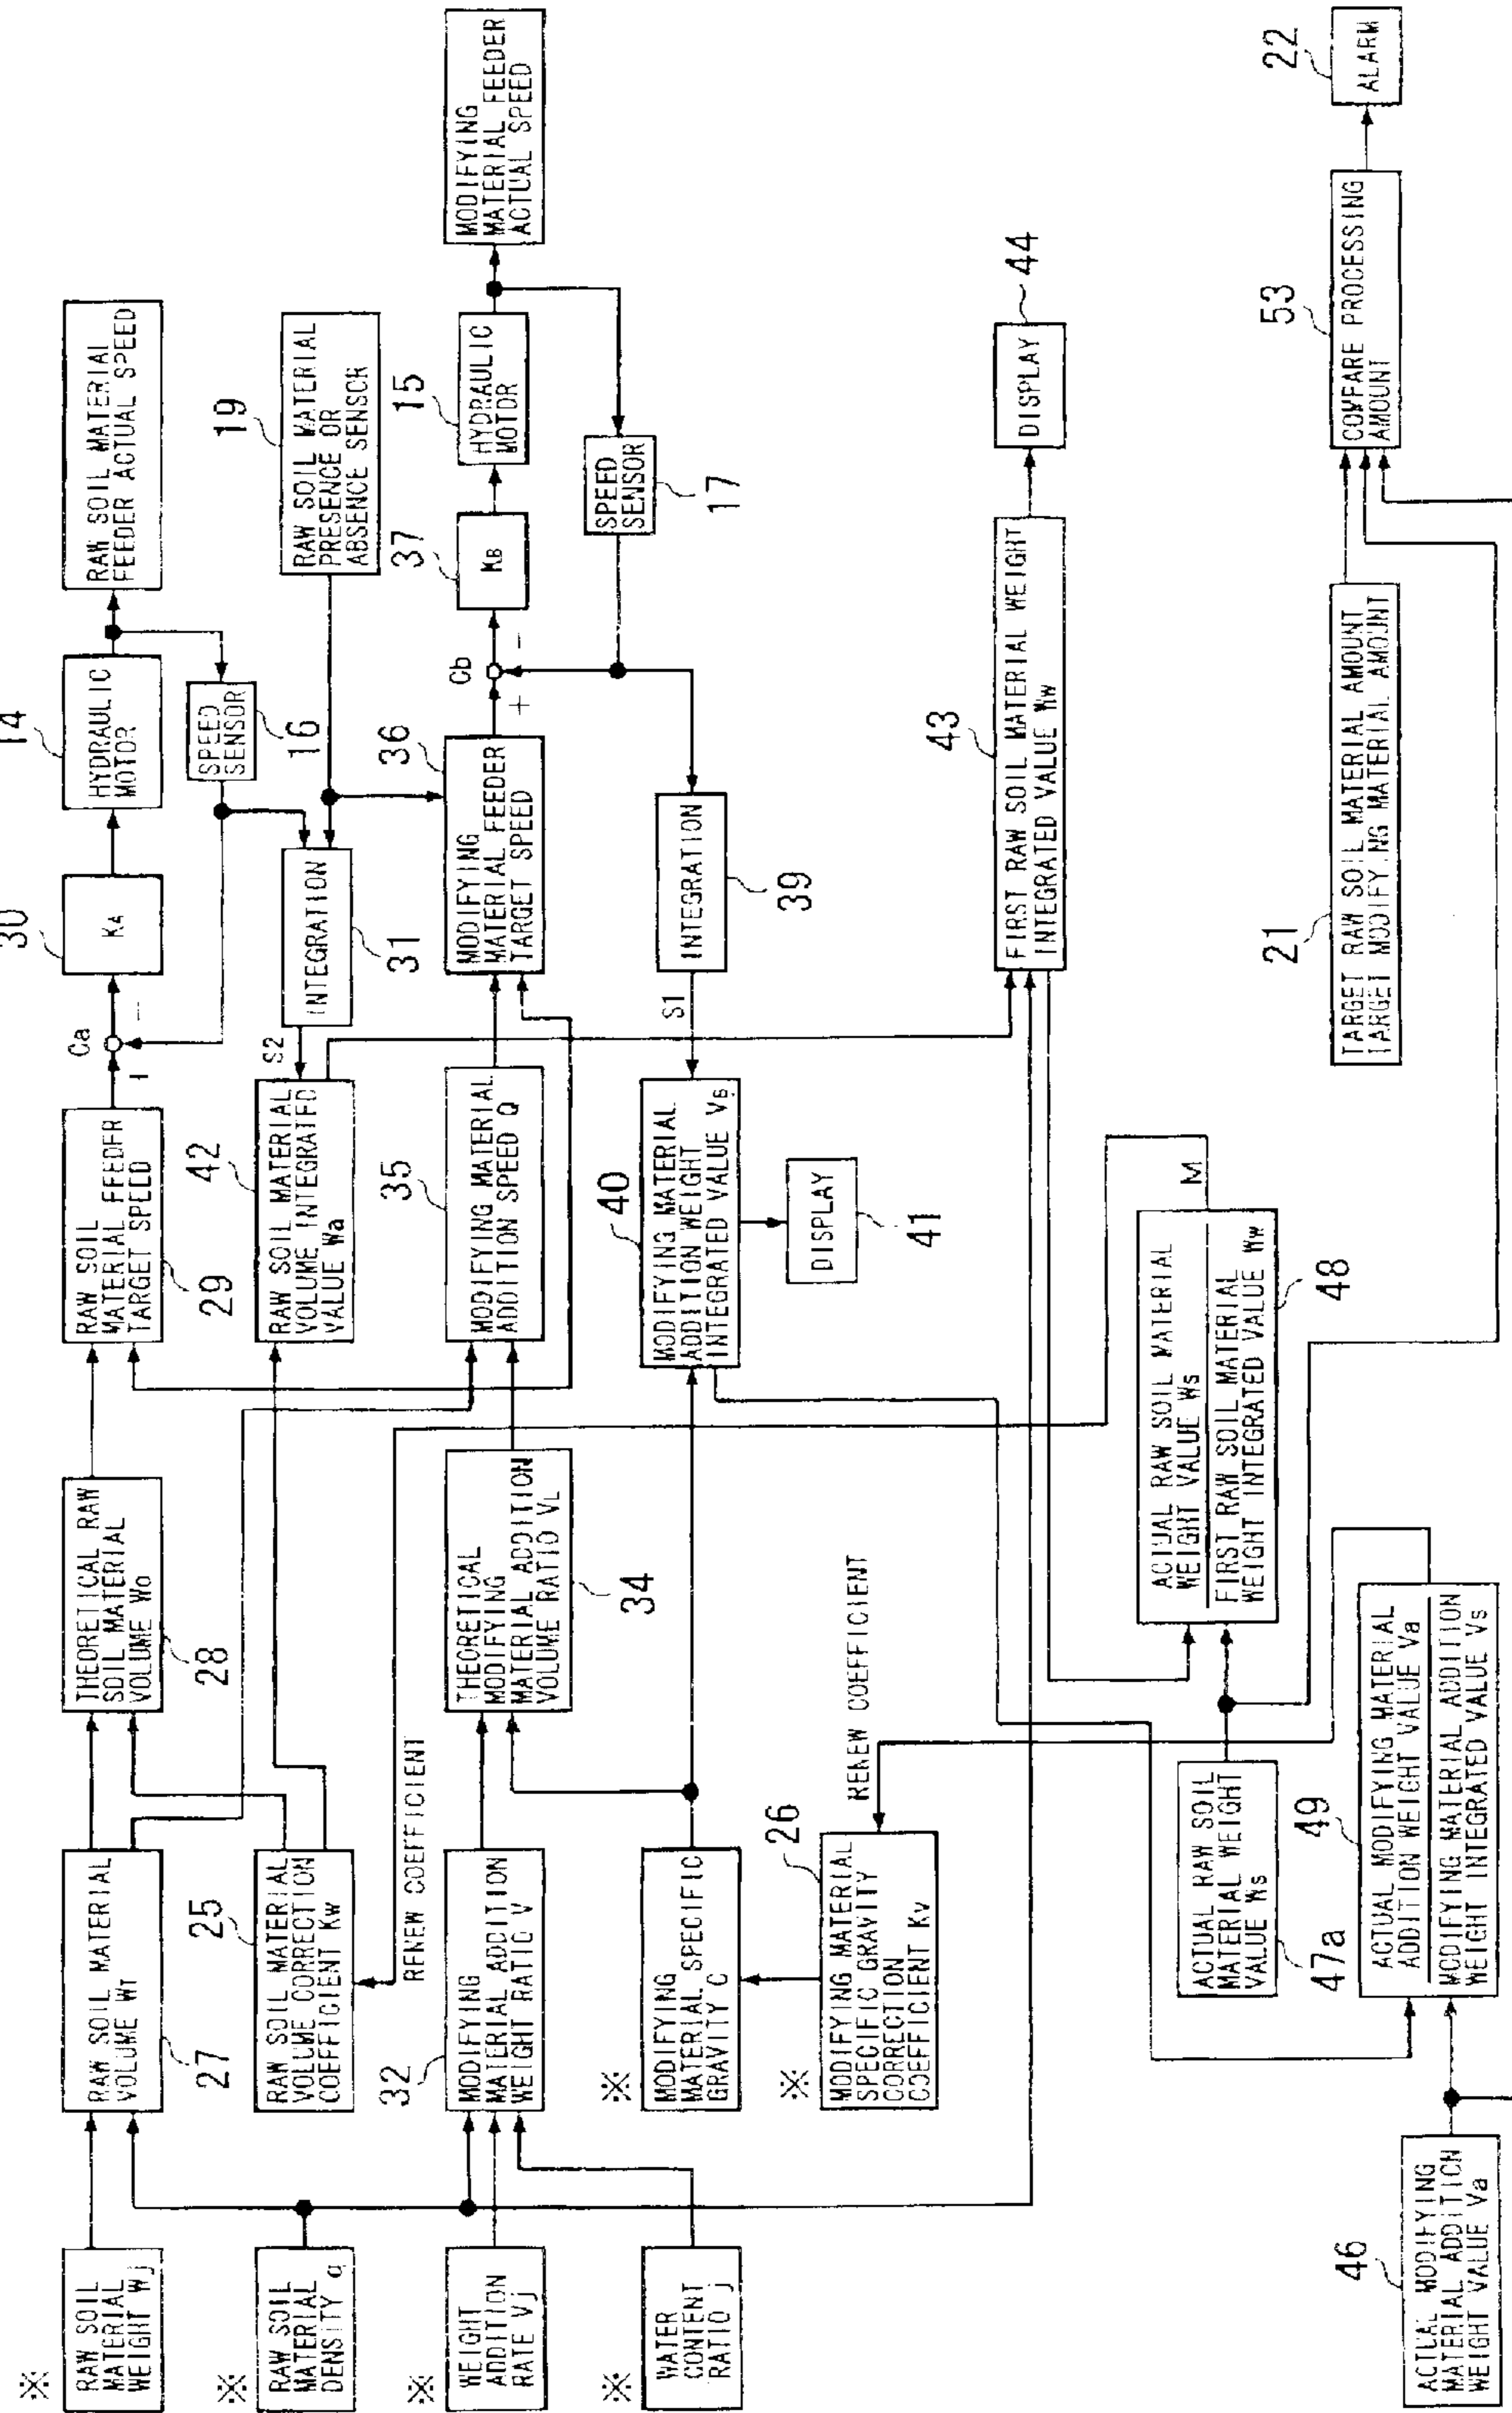 ※
RAW SOIL
MATERIAL
WEIGHT Wj
RAW SOIL MATERIAL
VOLUME WT
27
THEORETICAL RAW
SOIL MATERIAL
VOLUME Wo
28
RAW SOIL
MATERIAL FEEDER
TARGET SPEED
29
Ca
+
-
30
KA
14
HYDRAULIC
MOTOR
RAW SOIL MATERIAL
FEEDER ACTUAL SPEED
SPEED
SENSOR
16
※
RAW SOIL
MATERIAL
DENSITY q
25
RAW SOIL MATERIAL
VOLUME CORRECTION
COEFFICIENT Kw
RENEW COEFFICIENT
42
RAW SOIL MATERIAL
VOLUME INTEGRATED
VALUE Wa
S2
INTEGRATION
31
19
RAW SOIL MATERIAL
PRESENCE OR
ABSENCE SENSOR
※
WEIGHT
ADDITION
RATE Vj
32
MODIFYING
MATERIAL ADDITION
WEIGHT RATIO V
THEORETICAL
MODIFYING
MATERIAL ADDITION
VOLUME RATIO VL
34
35
MODIFYING MATERIAL
ADDITION SPEED Q
36
MODIFYING
MATERIAL FEEDER
TARGET SPEED
Cb
+
-
37
KB
15
HYDRAULIC
MOTOR
MODIFYING
MATERIAL FEEDER
ACTUAL SPEED
SPEED
SENSOR
17
※
WATER
CONTENT
RATIO j
※
MODIFYING
MATERIAL SPECIFIC
GRAVITY C
40
MODIFYING MATERIAL
ADDITION WEIGHT
INTEGRATED VALUE Vs
S1
INTEGRATION
39
DISPLAY
41
※
26
MODIFYING MATERIAL
SPECIFIC GRAVITY
CORRECTION
COEFFICIENT Kv
RENEW COEFFICIENT
43
FIRST RAW SOIL MATERIAL WEIGHT
INTEGRATED VALUE Ww
DISPLAY
44
ACTUAL RAW SOIL
MATERIAL WEIGHT
VALUE Ws
47a
ACTUAL RAW SOIL MATERIAL
WEIGHT VALUE Ws
FIRST RAW SOIL MATERIAL
WEIGHT INTEGRATED VALUE Ww
48
M
46
ACTUAL MODIFYING
MATERIAL ADDITION
WEIGHT VALUE Va
49
ACTUAL MODIFYING MATERIAL
ADDITION WEIGHT VALUE Va
MODIFYING MATERIAL ADDITION
WEIGHT INTEGRATED VALUE Vs
21
TARGET RAW SOIL MATERIAL AMOUNT
TARGET MODIFYING MATERIAL AMOUNT
53
COMPARE PROCESSING
AMOUNT
22
ALARM